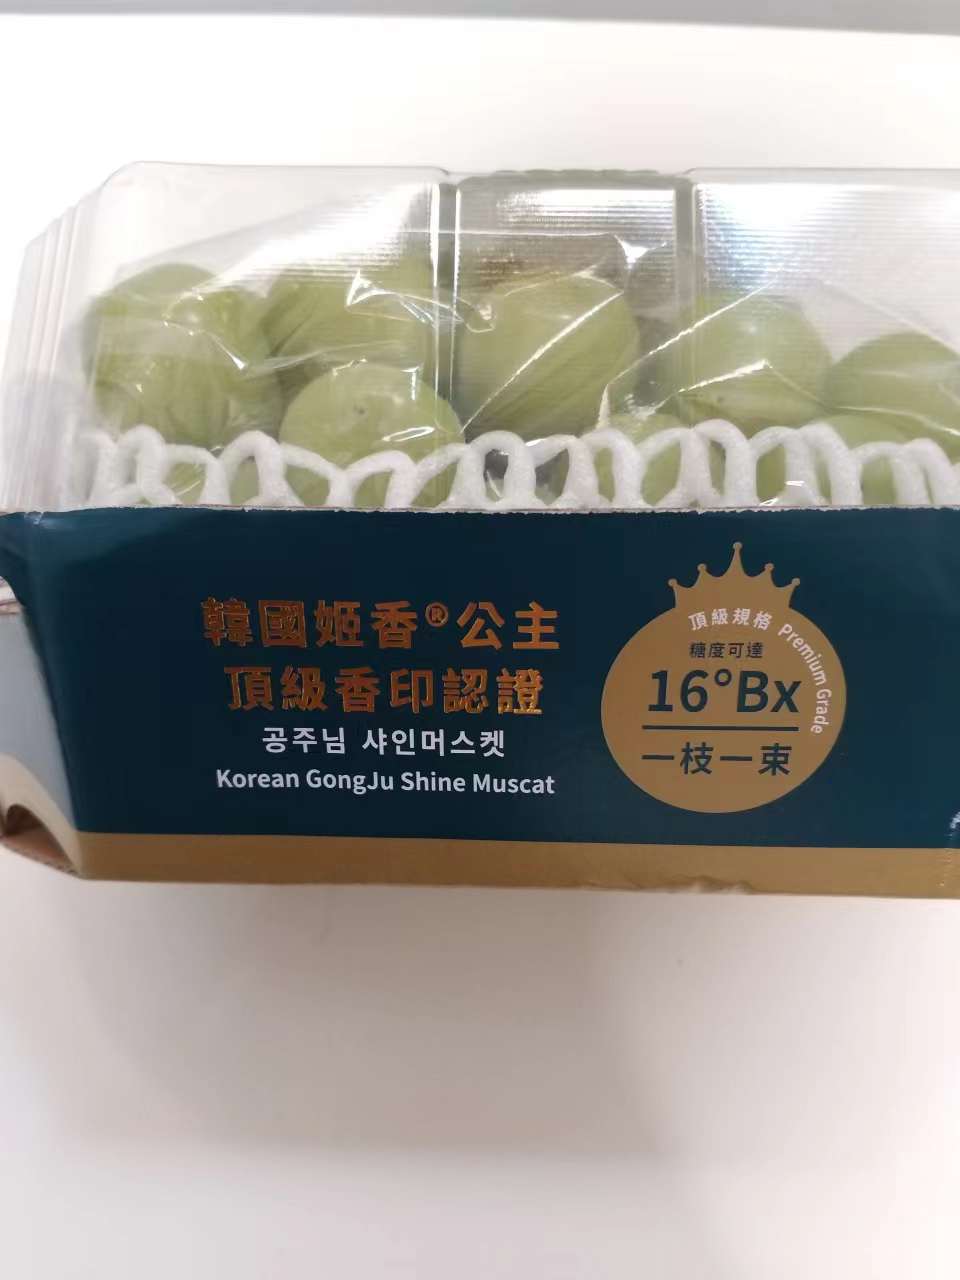 韓國姬香®公主
頂級香印認證
공주님 샤인머스켓
Korean GongJu Shine Muscat
頂級規格 Premium Grade
糖度可達
16°Bx
一枝一束